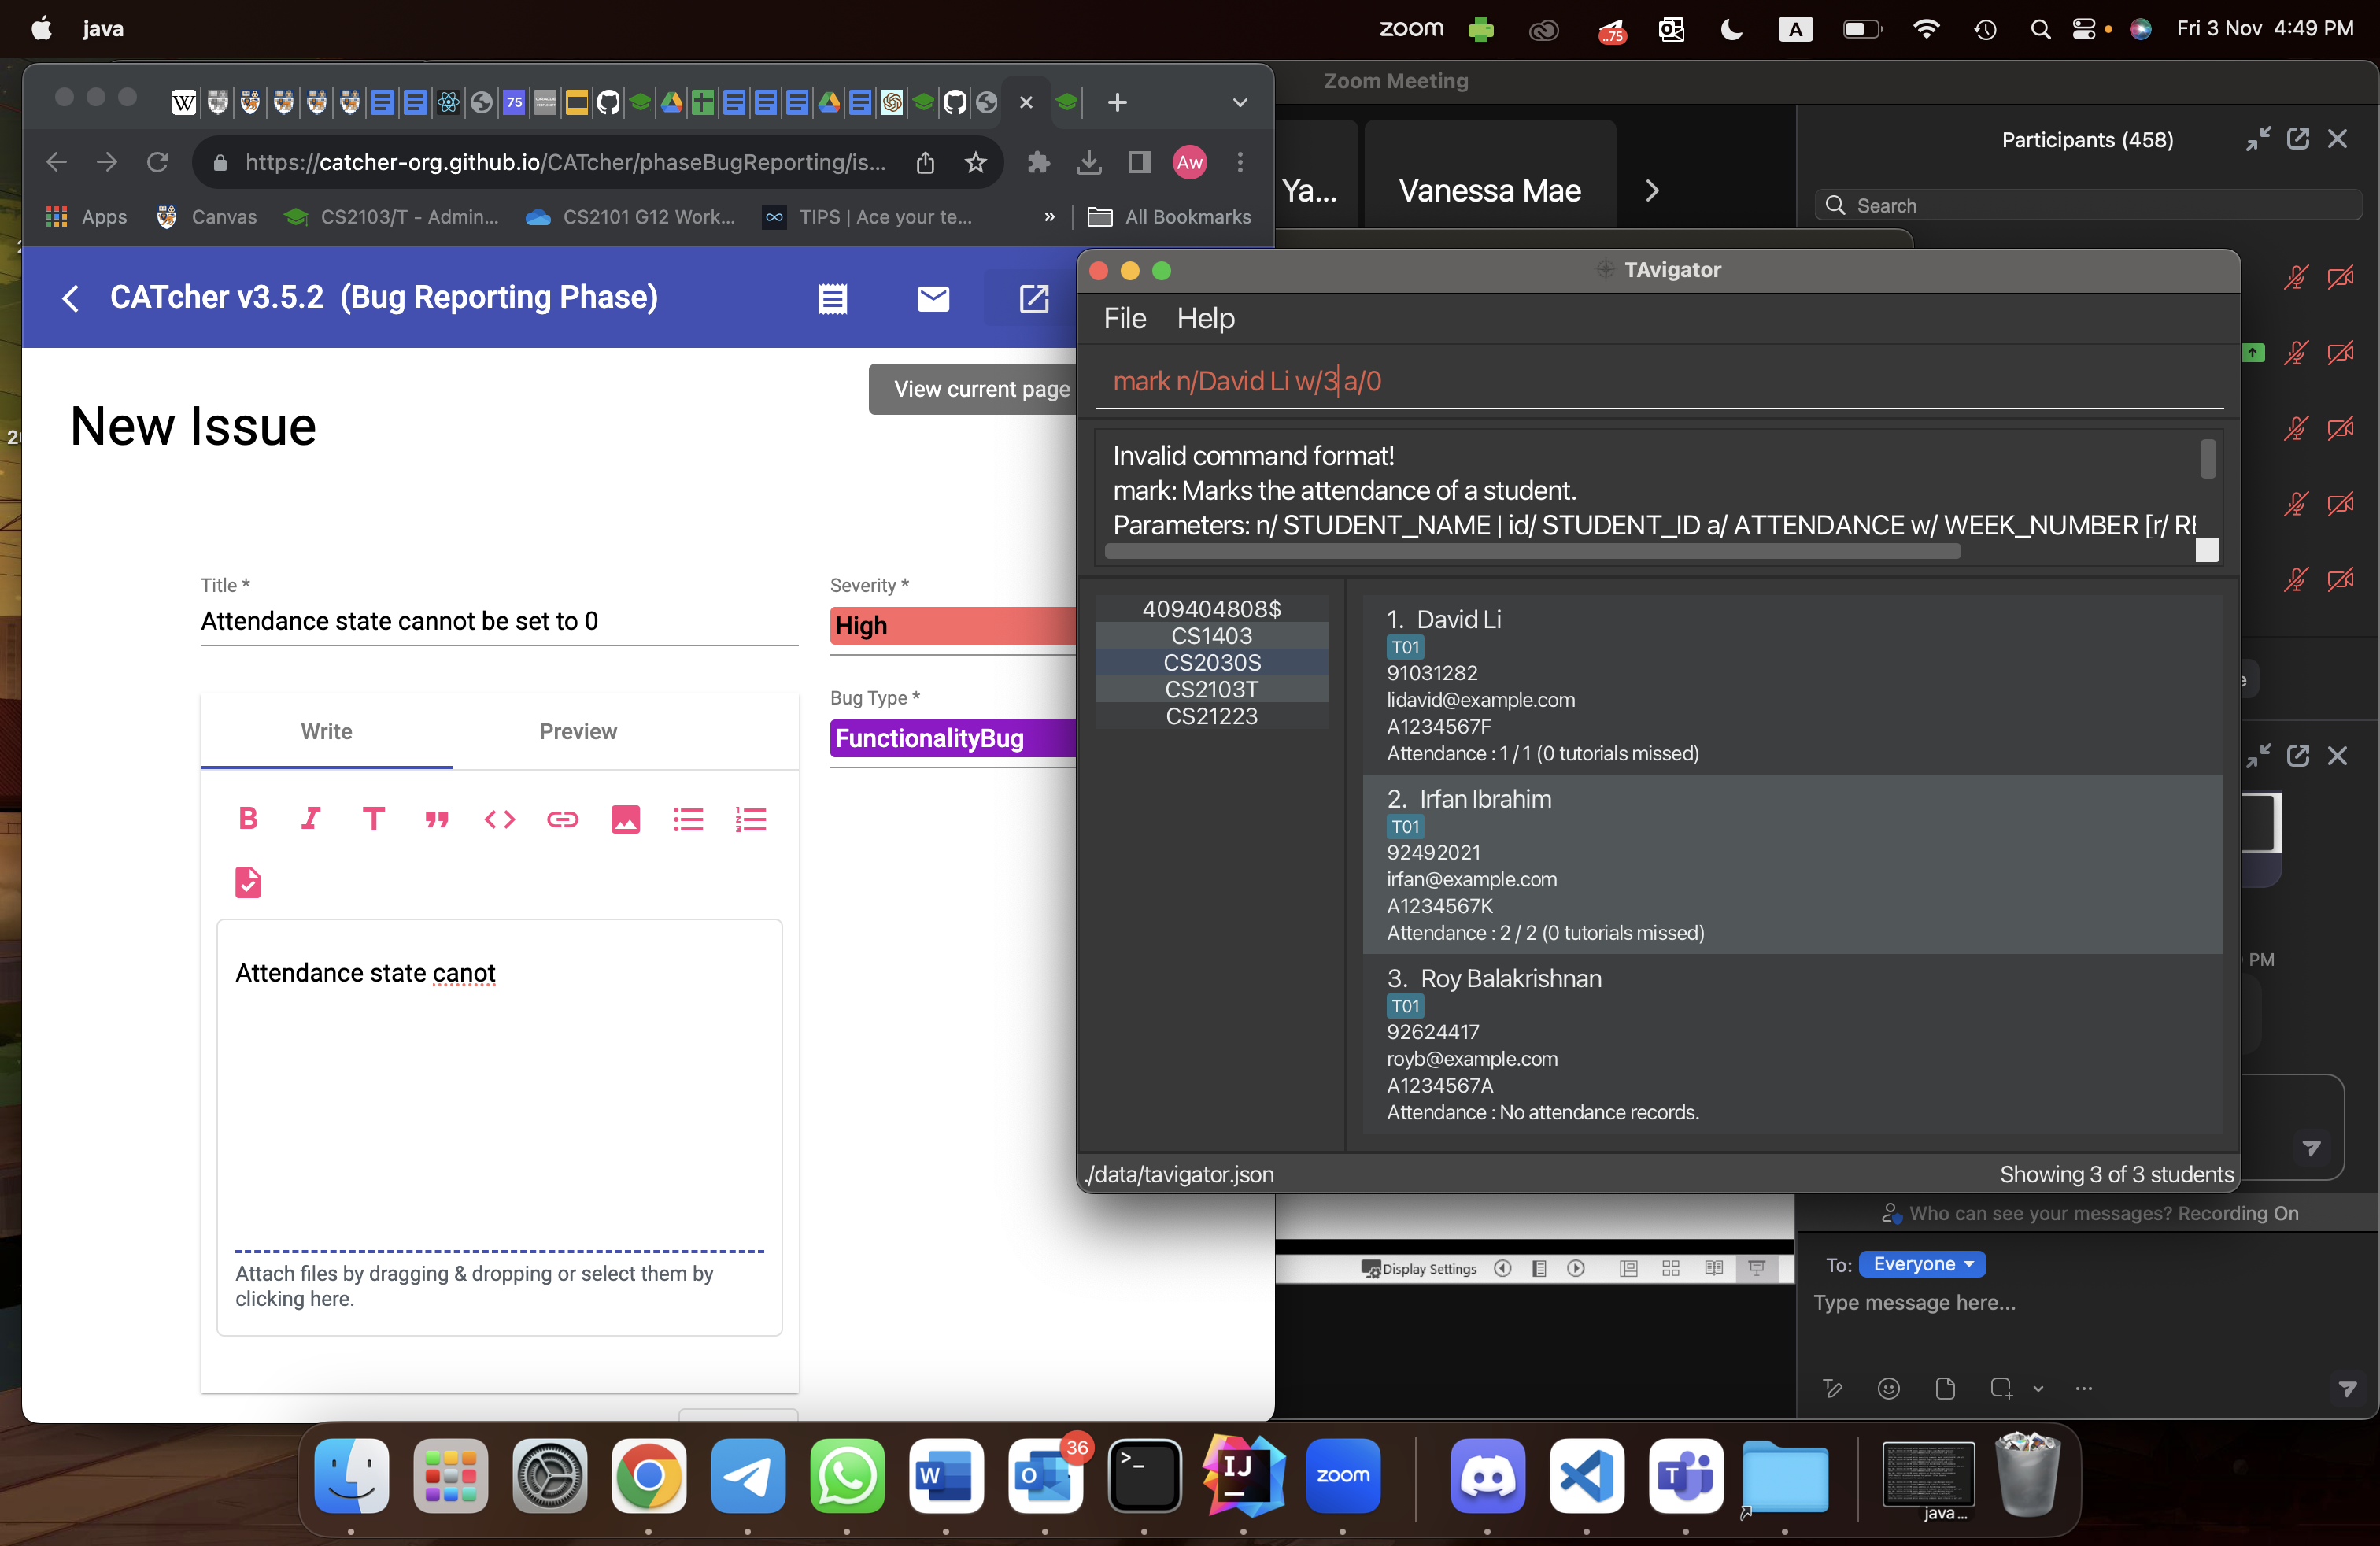 java
zoom
..75
A
Fri 3 Nov 4:49 PM
W
75
https://catcher-org.github.io/CATcher/phaseBugReporting/is...
Aw
Apps
Canvas
CS2103/T - Admin...
CS2101 G12 Work...
TIPS | Ace your te...
»
All Bookmarks
CATcher v3.5.2 (Bug Reporting Phase)
View current page
New Issue
Title *
Attendance state cannot be set to 0
Severity *
High
Bug Type *
FunctionalityBug
Write
Preview
Attendance state canot
Attach files by dragging & dropping or select them by
clicking here.
Zoom Meeting
Ya...
Vanessa Mae
Participants (458)
Search
TAvigator
File
Help
mark n/David Li w/3 a/0
Invalid command format!
mark: Marks the attendance of a student.
Parameters: n/ STUDENT_NAME | id/ STUDENT_ID a/ ATTENDANCE w/ WEEK_NUMBER [r/ RE
409404808$
CS1403
CS2030S
CS2103T
CS21223
1. David Li
T01
91031282
lidavid@example.com
A1234567F
Attendance : 1 / 1 (0 tutorials missed)
2. Irfan Ibrahim
T01
92492021
irfan@example.com
A1234567K
Attendance : 2 / 2 (0 tutorials missed)
3. Roy Balakrishnan
T01
92624417
royb@example.com
A1234567A
Attendance : No attendance records.
./data/tavigator.json
Showing 3 of 3 students
PM
Who can see your messages? Recording On
To: Everyone
Type message here...
Display Settings
W
O
36
>_
IJ
zoom
T
java...